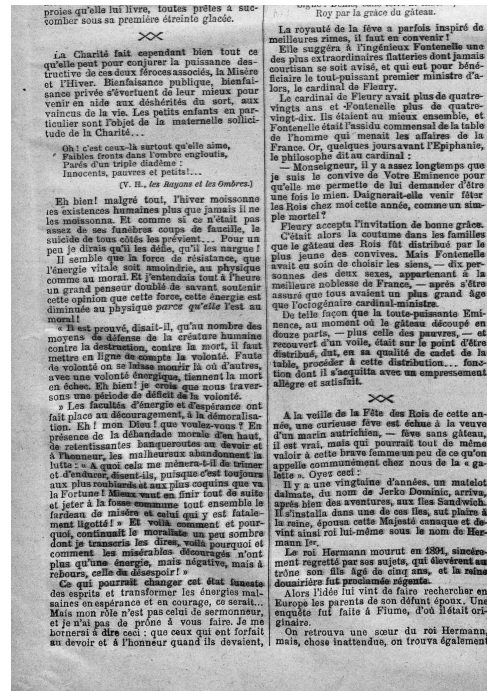 proies qu'elle lui livre, toutes prêtes à suc-
comber sous sa première étreinte glacée.
La Charité fait cependant bien tout ce
qu'elle peut pour conjurer la puissance des-
tructive de ces deux féroces associés, la Misère
et l'Hiver. Bienfaisance publique, bienfai-
sance privée s'évertuent de leur mieux pour
venir en aide aux déshérités du sort, aux
vaincus de la vie. Les petits enfants en par-
ticulier sont l'objet de la maternelle sollici-
tude de la Charité...
Oh ! c'est ceux-là surtout qu'elle aime,
Faibles fronts dans l'ombre engloutis,
Parés d'un triple diadème :
Innocents, pauvres et petits !...
(V. H., les Rayons et les Ombres.)
Eh bien! malgré tout, l'hiver moissonne
les existences humaines plus que jamais il ne
les moissonna. Et comme si ce n'était pas
assez de ses funèbres coups de faucille, le
suicide de tous côtés les prévient... Pour un
peu je dirais qu'il les défie, qu'il les nargue !
Il semble que la force de résistance, que
l'énergie vitale soit amoindrie, au physique
comme au moral. Et j'entendais tout à l'heure
un grand penseur doublé de savant soutenir
cette opinion que cette force, cette énergie est
diminuée au physique parce qu'elle l'est au
moral !
« Il est prouvé, disait-il, qu'au nombre des
moyens de défense de la créature humaine
contre la destruction, contre la mort, il faut
mettre en ligne de compte la volonté. Faute
de volonté on se laisse mourir là où d'autres,
avec une volonté énergique, tiennent la mort
en échec. Eh bien! je crois que nous traver-
sons une période de déficit de la volonté.
» Les facultés d'énergie et d'espérance ont
fait place au découragement, à la démoralisa-
tion. Eh ! mon Dieu ! que voulez-vous ? En
présence de la débandade morale d'en haut,
de retentissantes banqueroutes au devoir et
à l'honneur, les malheureux abandonnent la
lutte : « A quoi cela me mènera-t-il de trimer
et d'endurer, disent-ils, puisque c'est toujours
aux plus roublards et aux plus coquins que va
la Fortune ! Mieux vaut en finir tout de suite
et jeter à la fosse commune tout ensemble le
fardeau de misère et celui qui y est fatale-
ment ligotté ! » Et voilà comment et pour-
quoi, continuait le moraliste un peu sombre
dont je transcris les dires, voilà pourquoi et
comment les misérables découragés n'ont
plus qu'une énergie, mais négative, mais à
rebours, celle du désespoir ! »
Ce qui pourrait changer cet état funeste
des esprits et transformer les énergies mal-
saines en espérance et en courage, ce serait...
Mais mon rôle n'est pas celui de sermonneur,
et je n'ai pas de prône à vous faire. Je me
bornerai à dire ceci : que ceux qui ont forfait
au devoir et à l'honneur quand ils devaient,
Roy par la grâce du gâteau.
La royauté de la fève a parfois inspiré de
meilleures rimes, il faut en convenir !
Elle suggéra à l'ingénieux Fontenelle une
des plus extraordinaires flatteries dont jamais
courtisan se soit avisé, et qui eut pour béné-
ficiaire le tout-puissant premier ministre d'a-
lors, le cardinal de Fleury.
Le cardinal de Fleury avait plus de quatre-
vingts ans et Fontenelle plus de quatre-
vingt-dix. Ils étaient au mieux ensemble, et
Fontenelle était l'assidu commensal de la table
de l'homme qui menait les affaires de la
France. Or, quelques jours avant l'Epiphanie,
le philosophe dit au cardinal :
— Monseigneur, il y a assez longtemps que
je suis le convive de Votre Eminence pour
qu'elle me permette de lui demander d'être
une fois le mien. Daignerait-elle venir fêter
les Rois chez moi cette année, comme un sim-
ple mortel ?
Fleury accepta l'invitation de bonne grâce.
C'était alors la coutume dans les familles
que le gâteau des Rois fût distribué par le
plus jeune des convives. Mais Fontenelle
avait eu soin de choisir les siens, — dix per-
sonnes des deux sexes, appartenant à la
meilleure noblesse de France, — après s'être
assuré que tous avaient un plus grand âge
que l'octogénaire cardinal-ministre.
De telle façon que la toute-puissante Emi-
nence, au moment où le gâteau découpé en
douze parts, — plus celle des pauvres, — et
recouvert d'un voile, était sur le point d'être
distribué, dut, en sa qualité de cadet de la
table, procéder à cette distribution... fonc-
tion dont il s'acquitta avec un empressement
allègre et satisfait.
A la veille de la Fête des Rois de cette an-
née, une curieuse fève est échue à la veuve
d'un marin autrichien, — fève sans gâteau,
il est vrai, mais qui pourrait tout de même
valoir à cette brave femme un peu de ce qu'on
appelle communément chez nous de la « ga-
lette ». Oyez ceci :
Il y a une vingtaine d'années, un matelot
dalmate, du nom de Jerko Dominic, arriva,
après bien des aventures, aux îles Sandwich.
Il s'installa dans une de ces îles, sut plaire à
la reine, épousa cette Majesté canaque et de-
vint ainsi roi lui-même sous le nom de Her-
mann Ier.
Le roi Hermann mourut en 1891, sincère-
ment regretté par ses sujets, qui élevèrent au
trône son fils âgé de cinq ans, et la reine
douairière fut proclamée régente.
Alors l'idée lui vint de faire rechercher en
Europe les parents de son défunt époux. Une
enquête fut faite à Fiume, d'où il était ori-
ginaire.
On retrouva une sœur du roi Hermann,
mais, chose inattendue, on trouva également